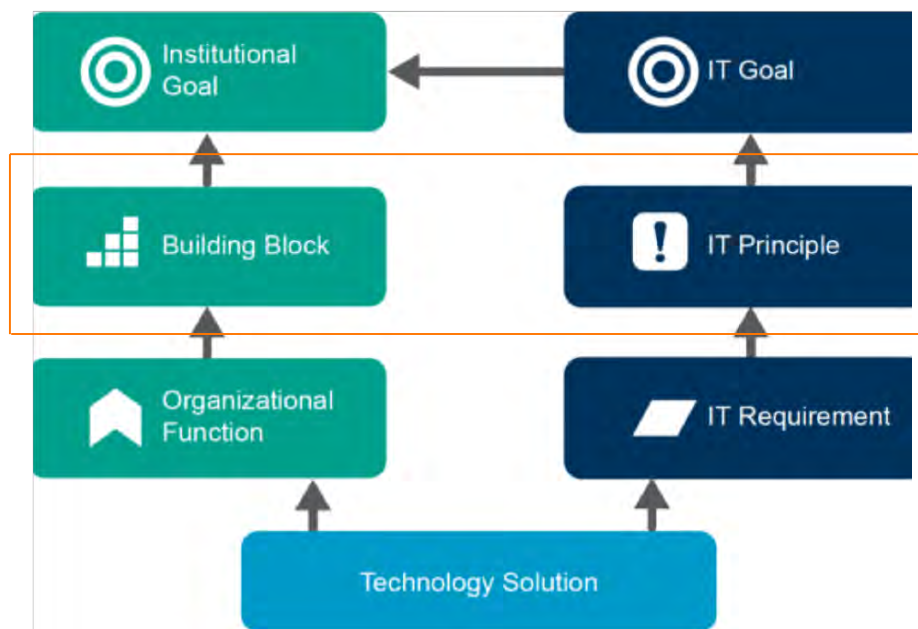 Institutional
Goal
IT Goal
Building Block
IT Principle
Organizational
Function
IT Requirement
Technology Solution